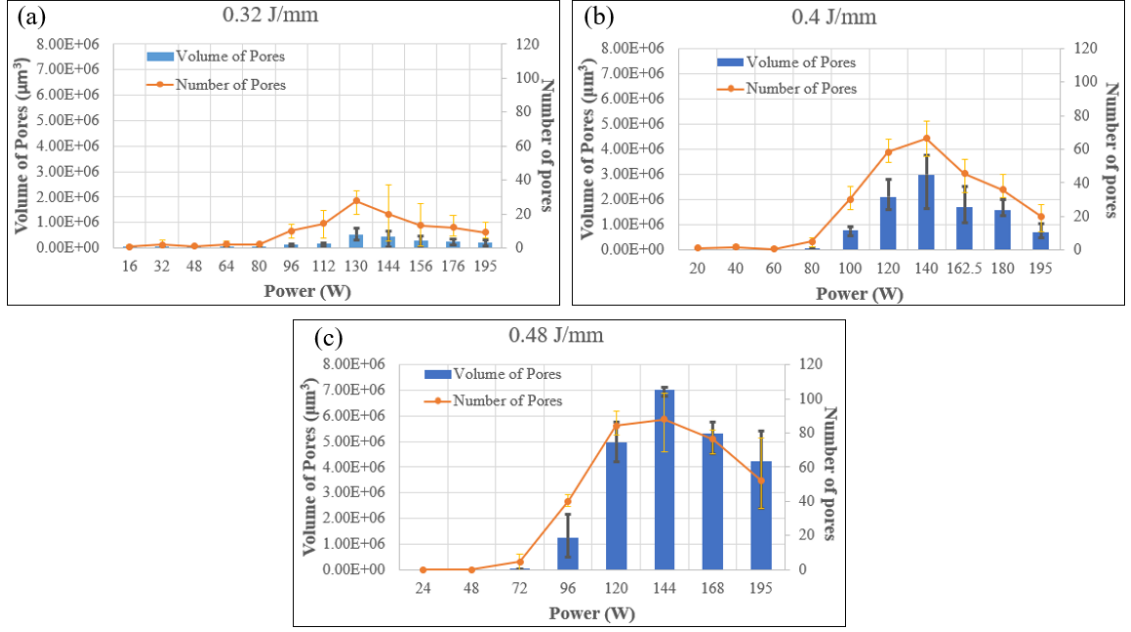 (a)
0.32 J/mm
8.00E+06
7.00E+06
6.00E+06
5.00E+06
4.00E+06
3.00E+06
2.00E+06
1.00E+06
0.00E+00
Volume of Pores (µm³)
Volume of Pores
Number of Pores
120
100
80
60
40
20
0
Number of pores
16 32 48 64 80 96 112 130 144 156 176 195
Power (W)
(b)
0.4 J/mm
8.00E+06
7.00E+06
6.00E+06
5.00E+06
4.00E+06
3.00E+06
2.00E+06
1.00E+06
0.00E+00
Volume of Pores (µm³)
Volume of Pores
Number of Pores
120
100
80
60
40
20
0
Number of pores
20 40 60 80 100 120 140 162.5 180 195
Power (W)
(c)
0.48 J/mm
8.00E+06
7.00E+06
6.00E+06
5.00E+06
4.00E+06
3.00E+06
2.00E+06
1.00E+06
0.00E+00
Volume of Pores (µm³)
Volume of Pores
Number of Pores
120
100
80
60
40
20
0
Number of pores
24 48 72 96 120 144 168 195
Power (W)